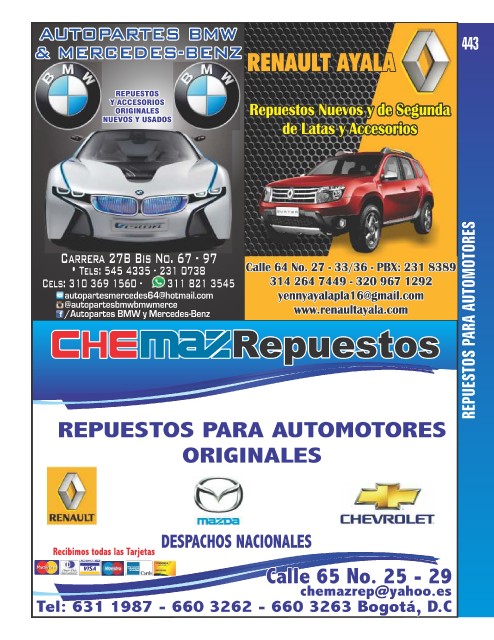 AUTOPARTES BMW
& MERCEDES-BENZ
BMW
BMW
REPUESTOS
Y ACCESORIOS
ORIGINALES
NUEVOS Y USADOS
VISION
CARRERA 27B BIS NO. 67 - 97
* TELS: 545 4335 - 231 0738
CELS: 310 369 1560 - 311 821 3545
autopartesmercedes64@hotmail.com
@autopartesbmwbmwmerce
/Autopartes BMW y Mercedes-Benz
RENAULT AYALA
Repuestos Nuevos y de Segunda
de Latas y Accesorios
DUSTER
Calle 64 No. 27 - 33/36 - PBX: 231 8389
314 264 7449 - 320 967 1292
yennyayalapla16@gmail.com
www.renaultayala.com
443
REPUESTOS PARA AUTOMOTORES
CHEMAZ Repuestos
REPUESTOS PARA AUTOMOTORES
ORIGINALES
RENAULT
mazda
CHEVROLET
DESPACHOS NACIONALES
Recibimos todas las Tarjetas
VISA
Calle 65 No. 25 - 29
chemazrep@yahoo.es
Tel: 631 1987 - 660 3262 - 660 3263 Bogotá, D.C